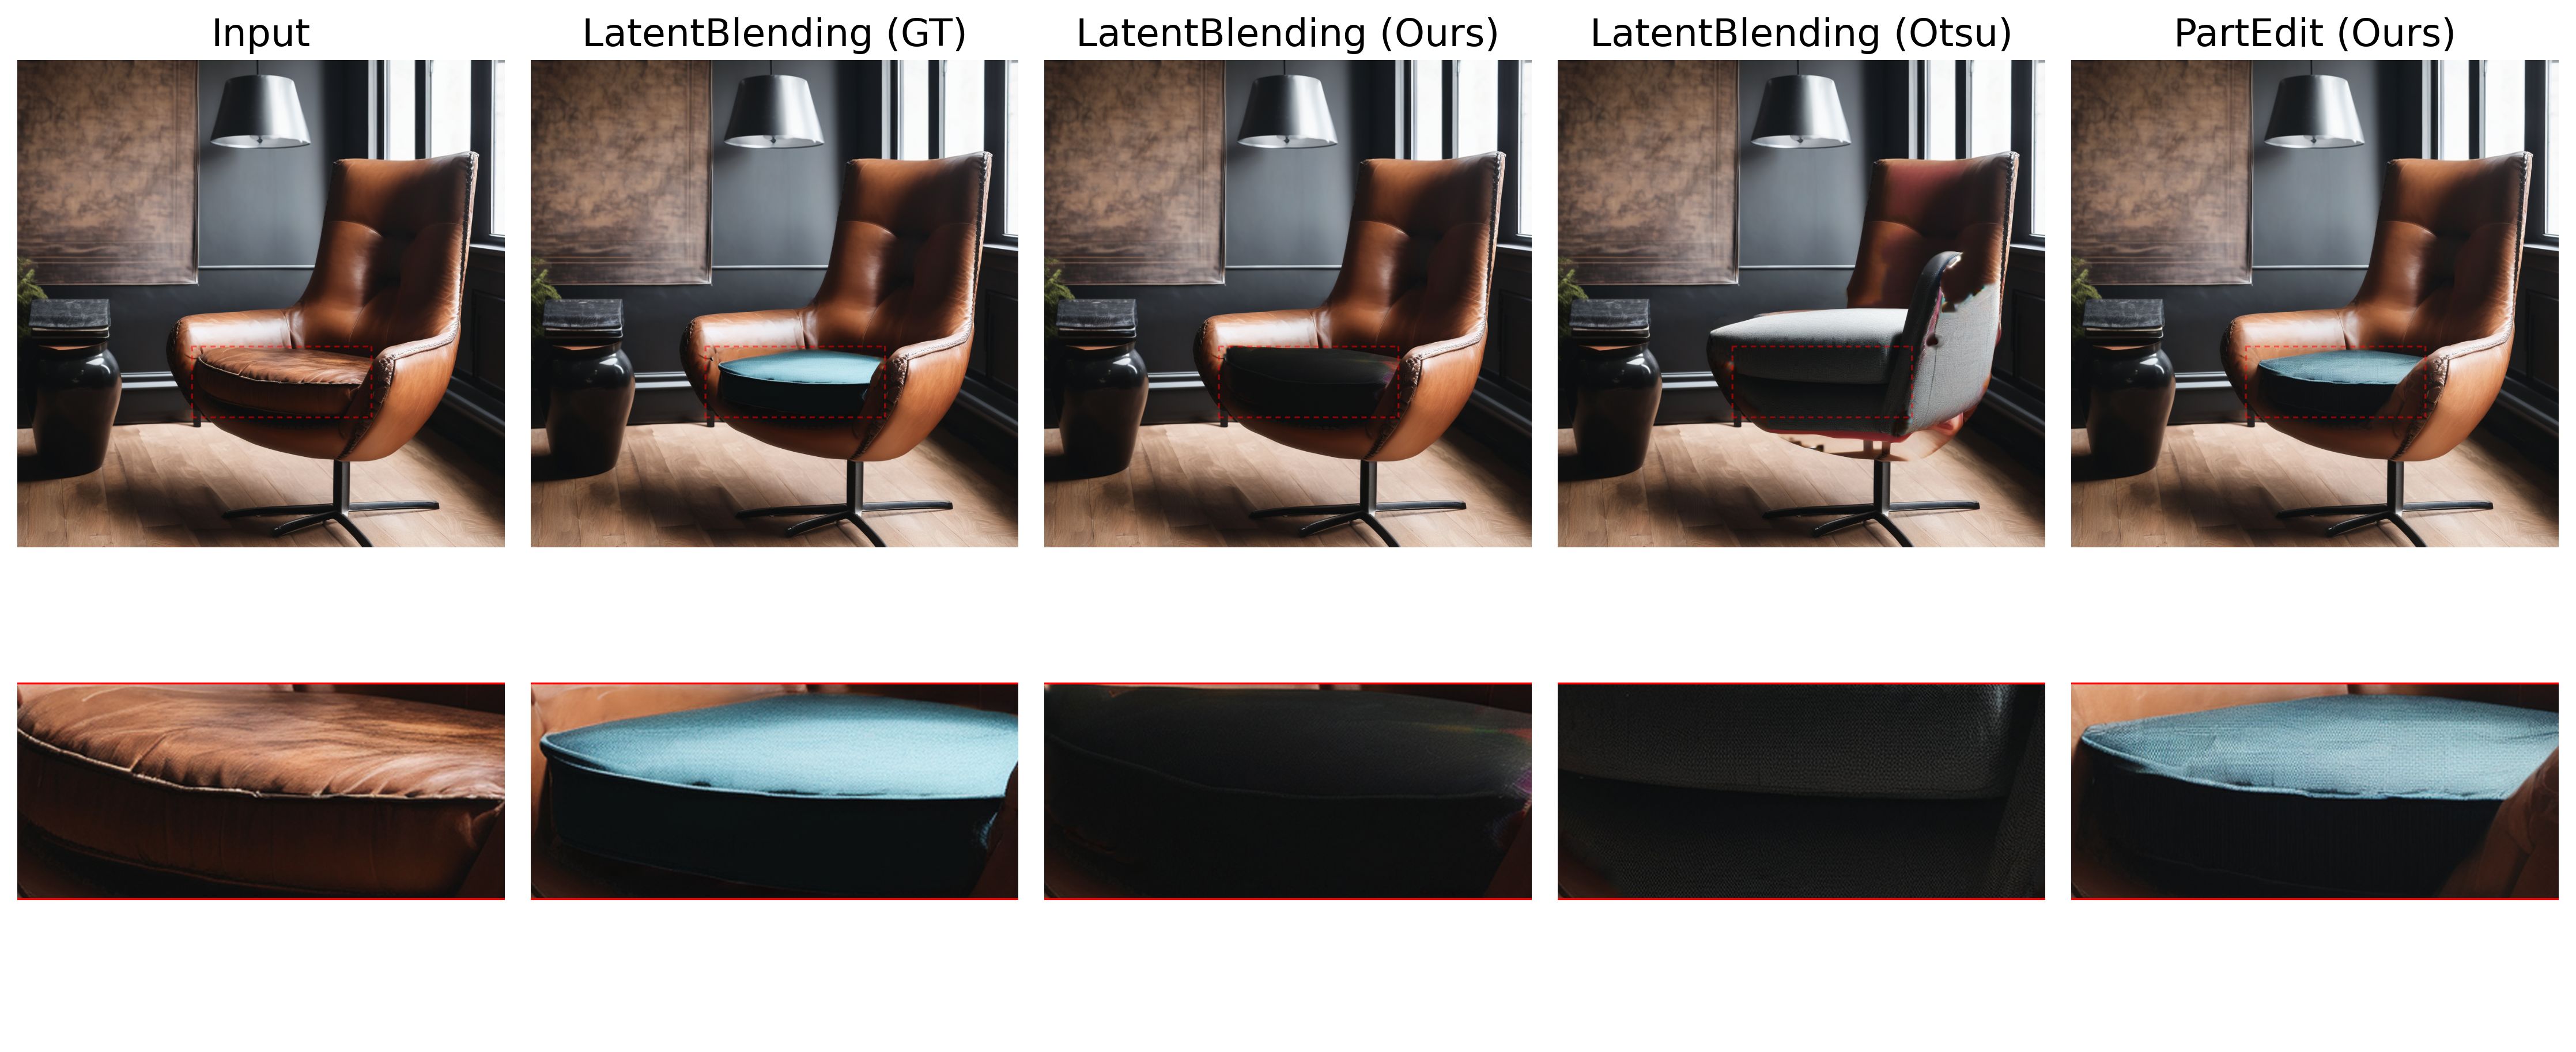 Input
LatentBlending (GT)
LatentBlending (Ours)
LatentBlending (Otsu)
PartEdit (Ours)